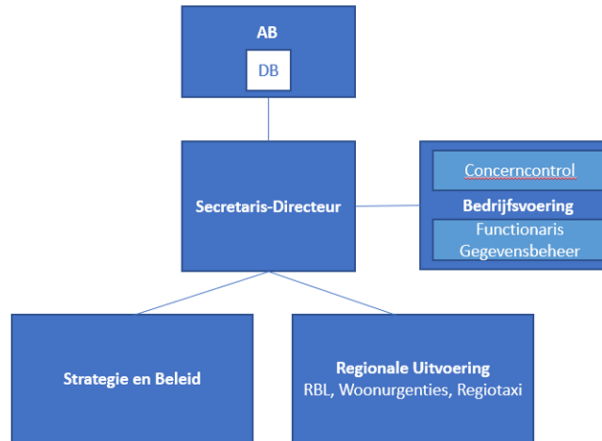 AB
DB
Secretaris-Directeur
Concerncontrol
Bedrijfsvoering
Functionaris
Gegevensbeheer
Strategie en Beleid
Regionale Uitvoering
RBL, Woonurgenties, Regiotaxi